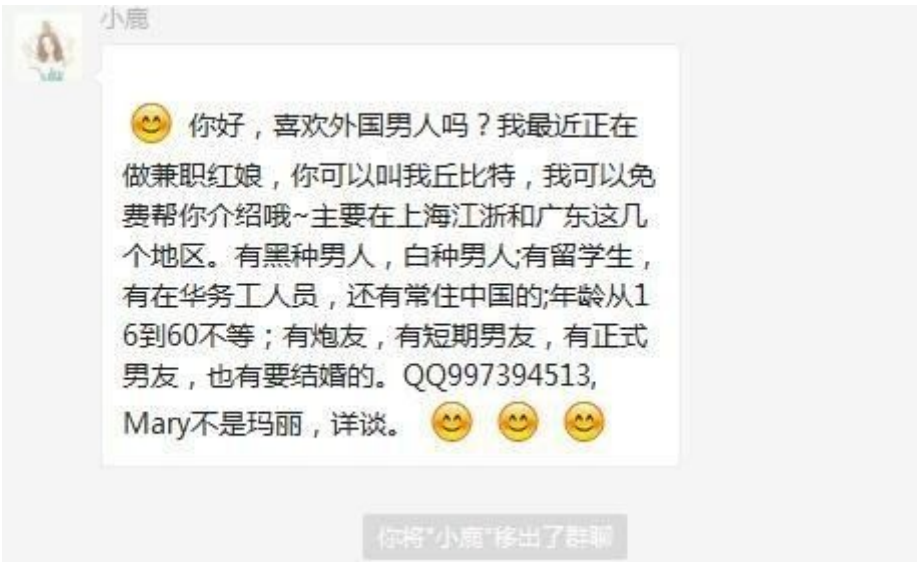 小鹿
你好，喜欢外国男人吗？我最近正在
做兼职红娘，你可以叫我丘比特，我可以免
费帮你介绍哦~主要在上海江浙和广东这几
个地区。有黑种男人，白种男人;有留学生，
有在华务工人员，还有常住中国的;年龄从1
6到60不等；有炮友，有短期男友，有正式
男友，也有要结婚的。QQ997394513,
Mary不是玛丽，详谈。
你将"小鹿"移出了群聊